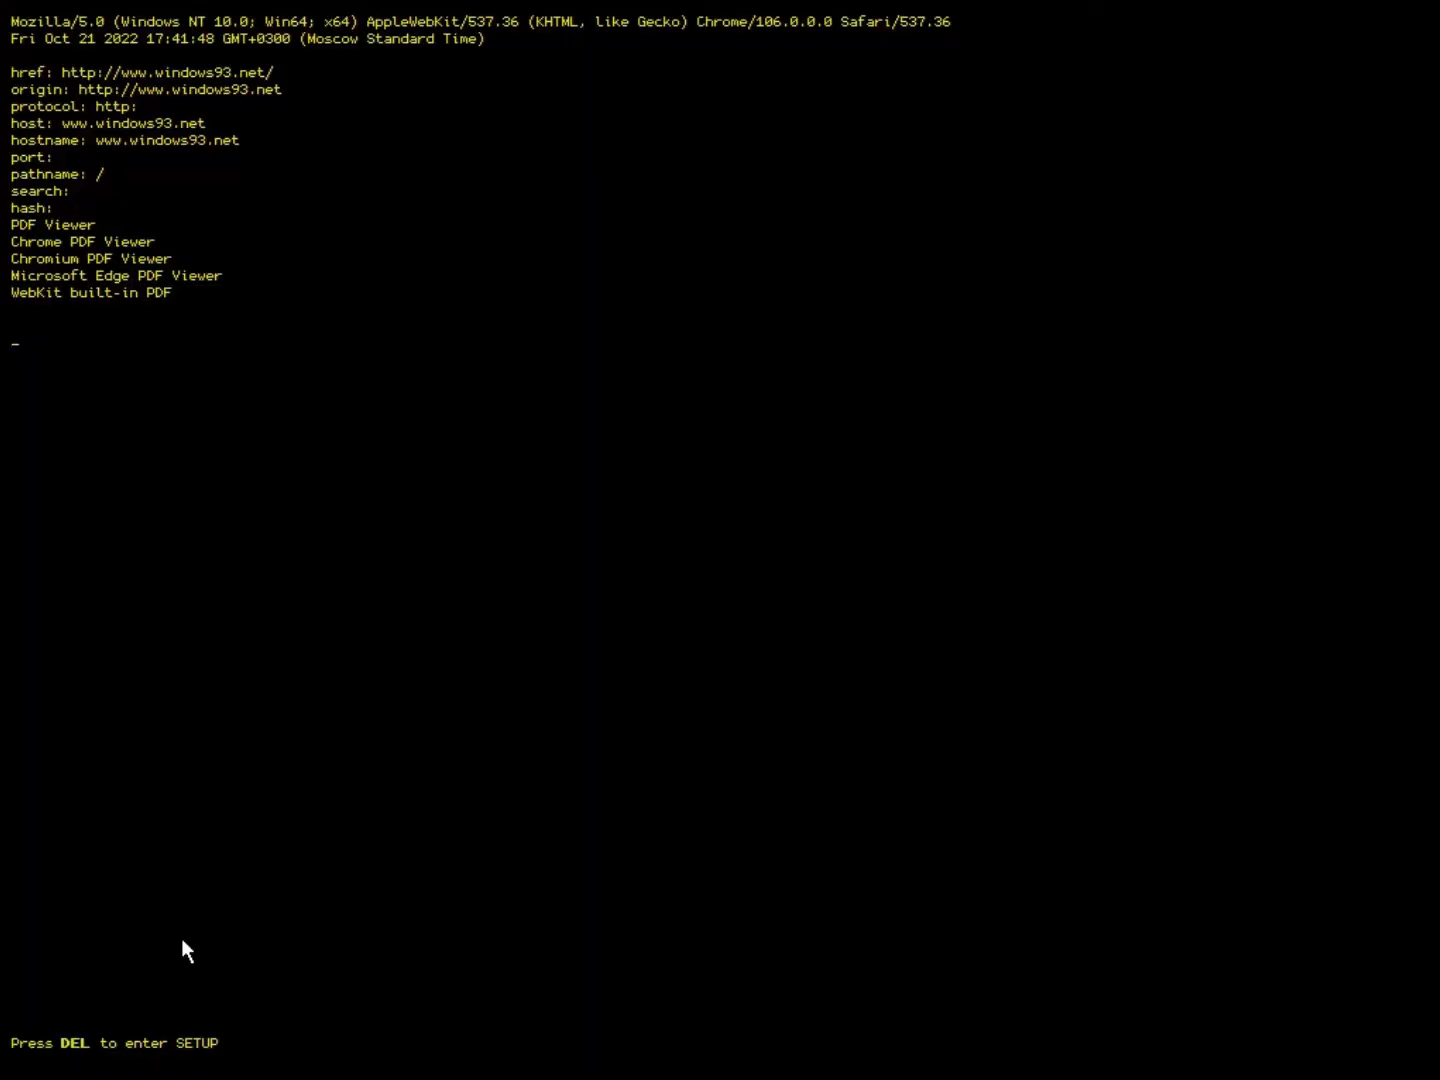 Mozilla/5.0 (Windows NT 10.0; Win64; x64) AppleWebKit/537.36 (KHTML, like Gecko) Chrome/106.0.0.0 Safari/537.36
Fri Oct 21 2022 17:41:48 GMT+0300 (Moscow Standard Time)
href: http://www.windows93.net/
origin: http://www.windows93.net
protocol: http:
host: www.windows93.net
hostname: www.windows93.net
port:
pathname: /
search:
hash:
PDF Viewer
Chrome PDF Viewer
Chromium PDF Viewer
Microsoft Edge PDF Viewer
WebKit built-in PDF
_
Press DEL to enter SETUP